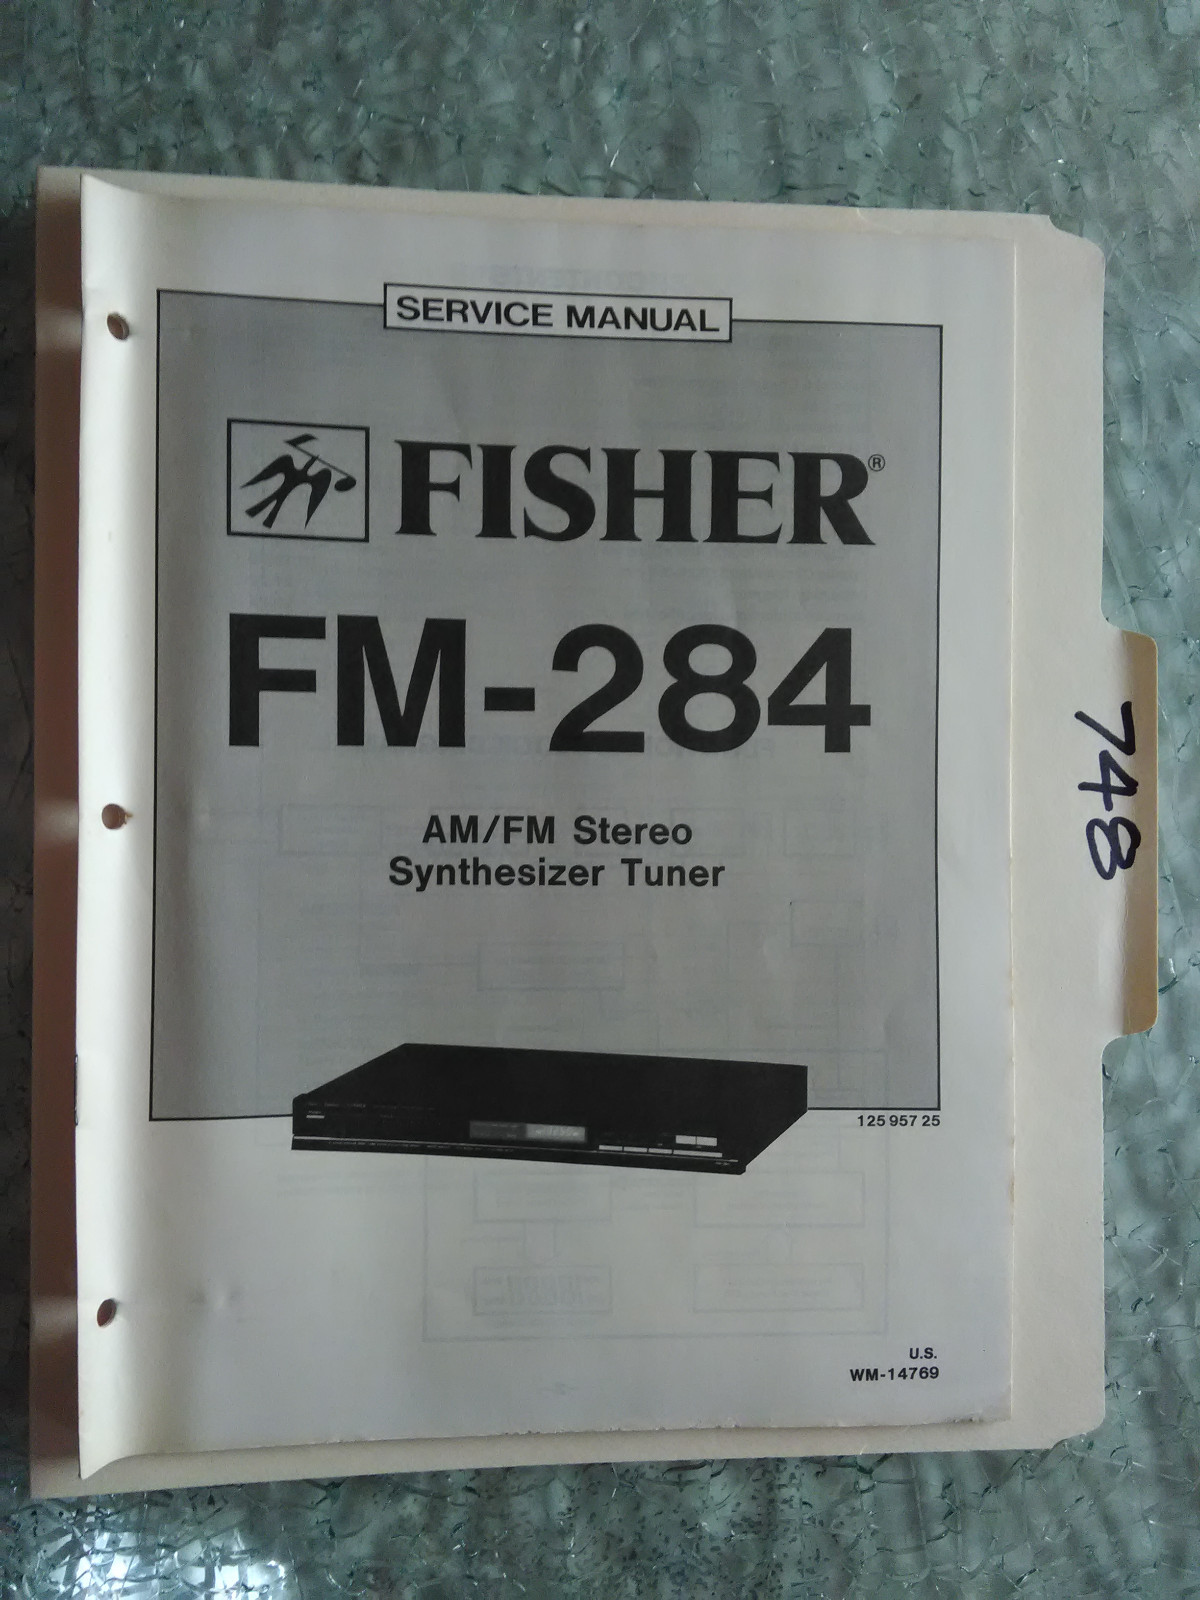 SERVICE MANUAL
FISHER®
FM-284
AM/FM Stereo
Synthesizer Tuner
125 957 25
U.S.
WM-14769
748